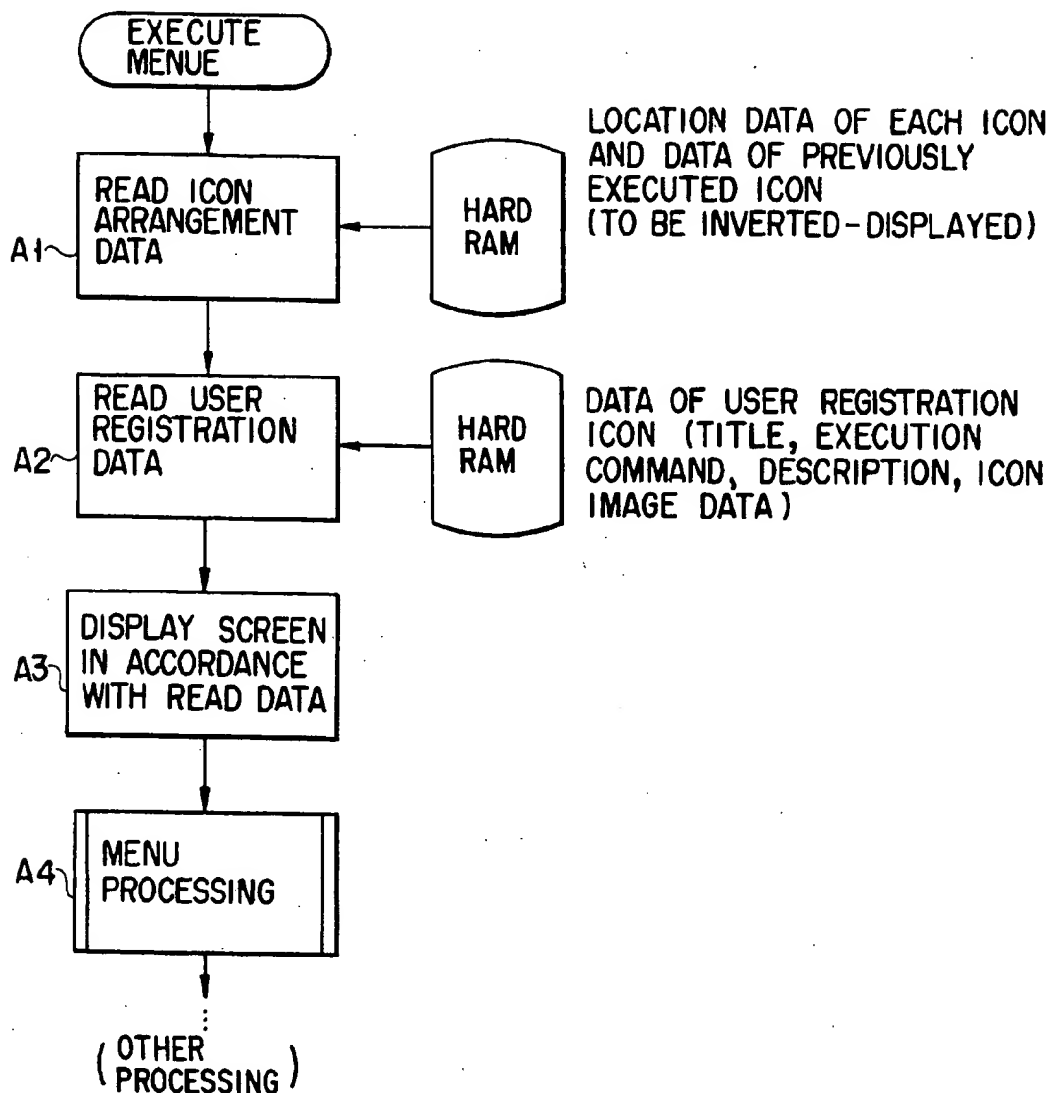 EXECUTE
MENUE
A1
READ ICON
ARRANGEMENT
DATA
HARD
RAM
LOCATION DATA OF EACH ICON
AND DATA OF PREVIOUSLY
EXECUTED ICON
(TO BE INVERTED-DISPLAYED)
A2
READ USER
REGISTRATION
DATA
HARD
RAM
DATA OF USER REGISTRATION
ICON (TITLE, EXECUTION
COMMAND, DESCRIPTION, ICON
IMAGE DATA)
A3
DISPLAY SCREEN
IN ACCORDANCE
WITH READ DATA
A4
MENU
PROCESSING
(OTHER
PROCESSING)